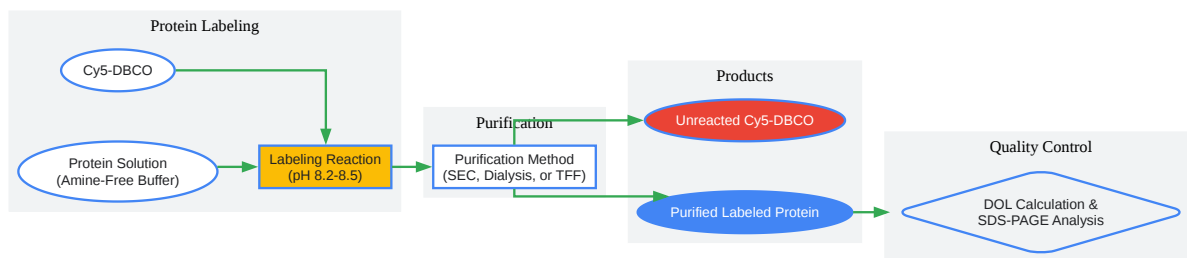 Protein Labeling
Cy5-DBCO
Protein Solution
(Amine-Free Buffer)
Labeling Reaction
(pH 8.2-8.5)
Purification
Purification Method
(SEC, Dialysis, or TFF)
Products
Unreacted Cy5-DBCO
Purified Labeled Protein
Quality Control
DOL Calculation &
SDS-PAGE Analysis